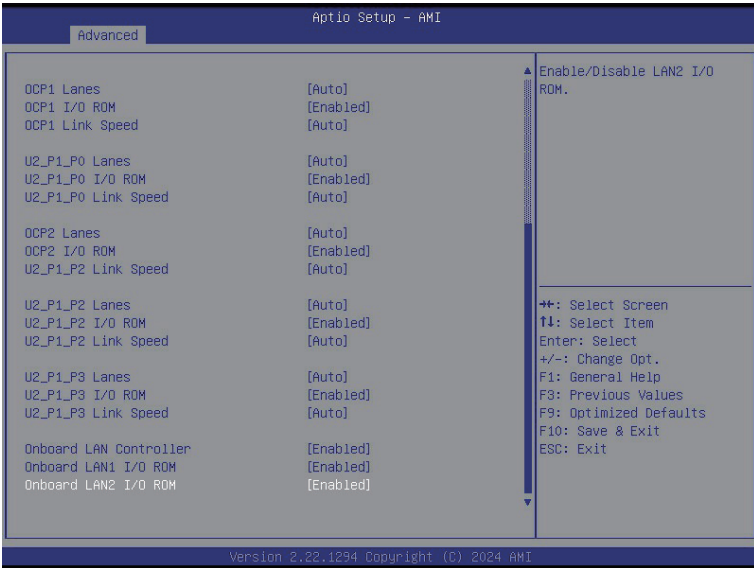 Aptio Setup – AMI
Advanced
OCP1 Lanes [Auto]
OCP1 I/O ROM [Enabled]
OCP1 Link Speed [Auto]
U2_P1_P0 Lanes [Auto]
U2_P1_P0 I/O ROM [Enabled]
U2_P1_P0 Link Speed [Auto]
OCP2 Lanes [Auto]
OCP2 I/O ROM [Enabled]
U2_P1_P2 Link Speed [Auto]
U2_P1_P2 Lanes [Auto]
U2_P1_P2 I/O ROM [Enabled]
U2_P1_P2 Link Speed [Auto]
U2_P1_P3 Lanes [Auto]
U2_P1_P3 I/O ROM [Enabled]
U2_P1_P3 Link Speed [Auto]
Onboard LAN Controller [Enabled]
Onboard LAN1 I/O ROM [Enabled]
Onboard LAN2 I/O ROM [Enabled]
Enable/Disable LAN2 I/O
ROM.
→←: Select Screen
↑↓: Select Item
Enter: Select
+/-: Change Opt.
F1: General Help
F3: Previous Values
F9: Optimized Defaults
F10: Save & Exit
ESC: Exit
Version 2.22.1294 Copyright (C) 2024 AMI